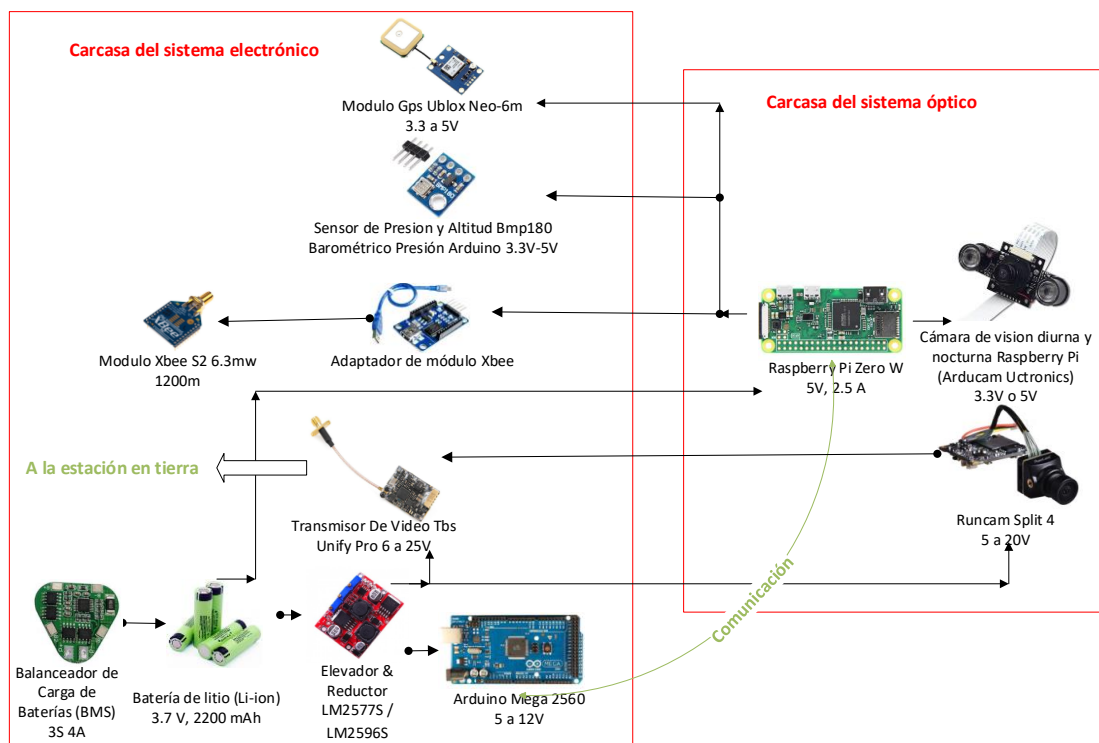 Carcasa del sistema electrónico
Modulo Gps Ublox Neo-6m
3.3 a 5V
Carcasa del sistema óptico
Sensor de Presion y Altitud Bmp180
Barométrico Presión Arduino 3.3V-5V
Modulo Xbee S2 6.3mw
1200m
Adaptador de módulo Xbee
Raspberry Pi Zero W
5V, 2.5 A
Cámara de vision diurna y
nocturna Raspberry Pi
(Arducam Uctronics)
3.3V o 5V
A la estación en tierra
Transmisor De Video Tbs
Unify Pro 6 a 25V
Runcam Split 4
5 a 20V
Comunicación
Balanceador de
Carga de
Baterías (BMS)
3S 4A
Batería de litio (Li-ion)
3.7 V, 2200 mAh
Elevador &
Reductor
LM2577S /
LM2596S
Arduino Mega 2560
5 a 12V